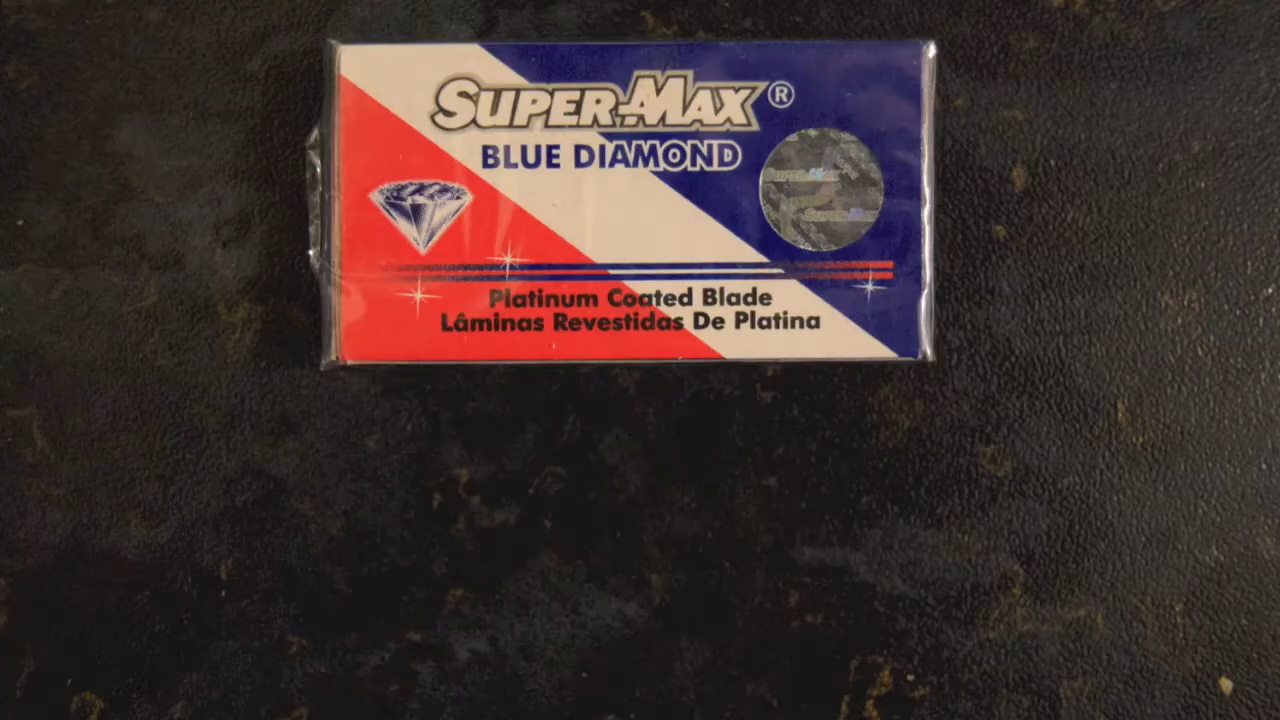 SUPER-MAX®
BLUE DIAMOND
Platinum Coated Blade
Lâminas Revestidas De Platina